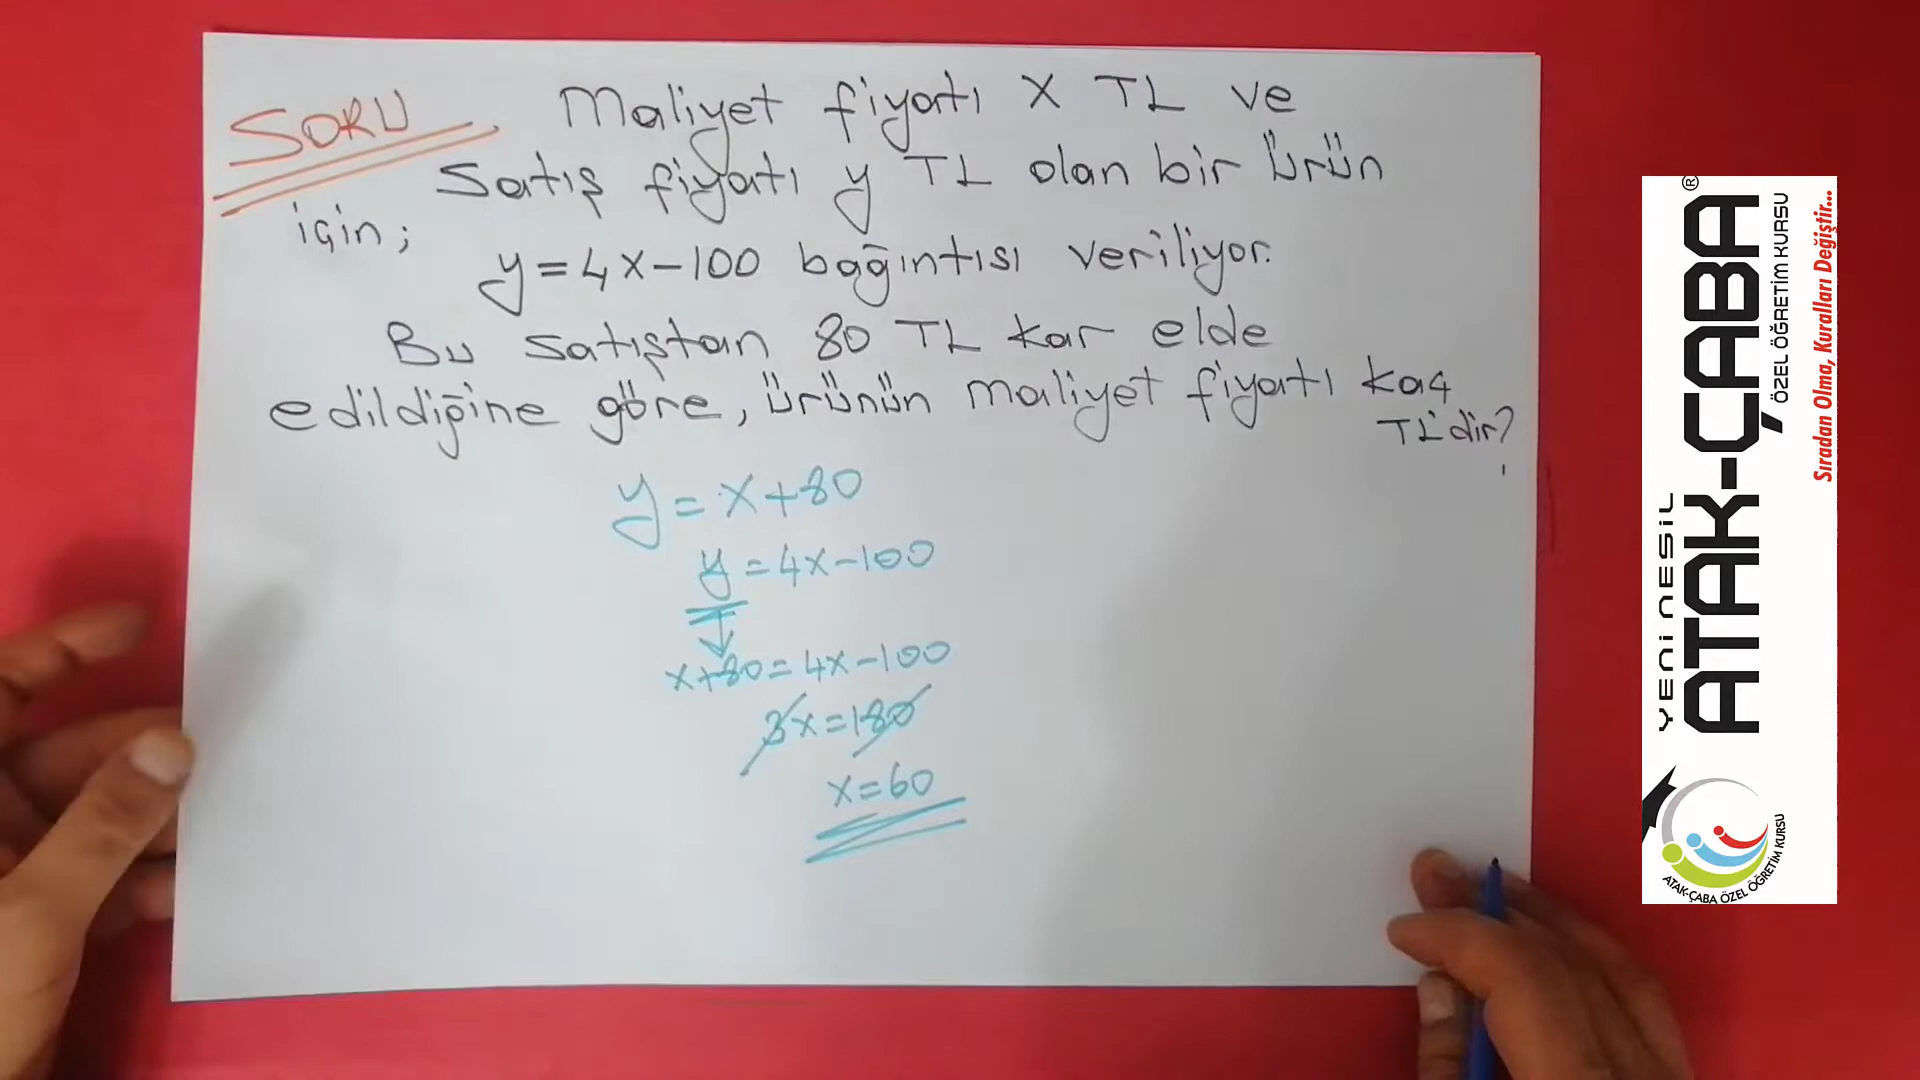 SORU Maliyet fiyatı x TL ve
Satış fiyatı y TL olan bir ürün
için;
y=4x-100 bağıntısı veriliyor.
Bu satıştan 80 TL kar elde
edildiğine göre, ürünün maliyet fiyatı kaç
TL'dir?
y=x+80
y=4x-100
x+80=4x-100
3x=180
x=60
YENİ NESİL
ATAK-ÇABA®
ÖZEL ÖĞRETİM KURSU
Sıradan Olma, Kuralları Değiştir...
ATAK-ÇABA ÖZEL ÖĞRETİM KURSU